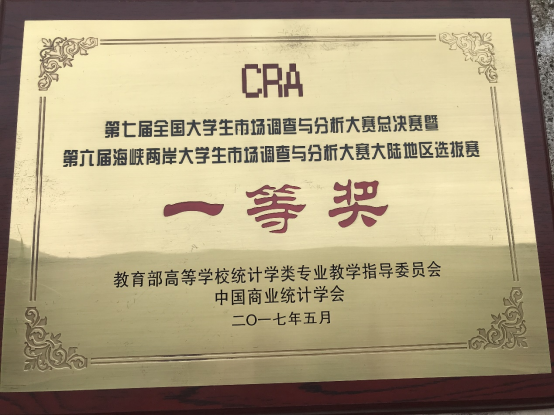 CRA
第七届全国大学生市场调查与分析大赛总决赛暨
第六届海峡两岸大学生市场调查与分析大赛大陆地区选拔赛
一等奖
教育部高等学校统计学类专业教学指导委员会
中国商业统计学会
二〇一七年五月